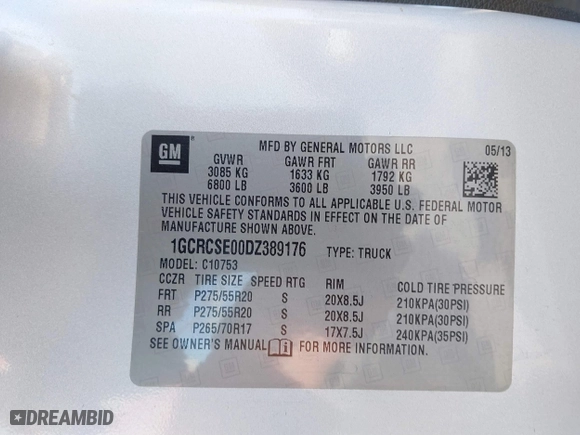 GM
MFD BY GENERAL MOTORS LLC 05/13
GVWR GAWR FRT GAWR RR
3085 KG 1633 KG 1792 KG
6800 LB 3600 LB 3950 LB
THIS VEHICLE CONFORMS TO ALL APPLICABLE U.S. FEDERAL MOTOR
VEHICLE SAFETY STANDARDS IN EFFECT ON THE DATE OF
MANUFACTURE SHOWN ABOVE.
1GCRCSE00DZ389176 TYPE: TRUCK
MODEL: C10753
CCZR TIRE SIZE SPEED RTG RIM COLD TIRE PRESSURE
FRT P275/55R20 S 20X8.5J 210KPA(30PSI)
RR P275/55R20 S 20X8.5J 210KPA(30PSI)
SPA P265/70R17 S 17X7.5J 240KPA(35PSI)
SEE OWNER'S MANUAL FOR MORE INFORMATION.
DREAMBID